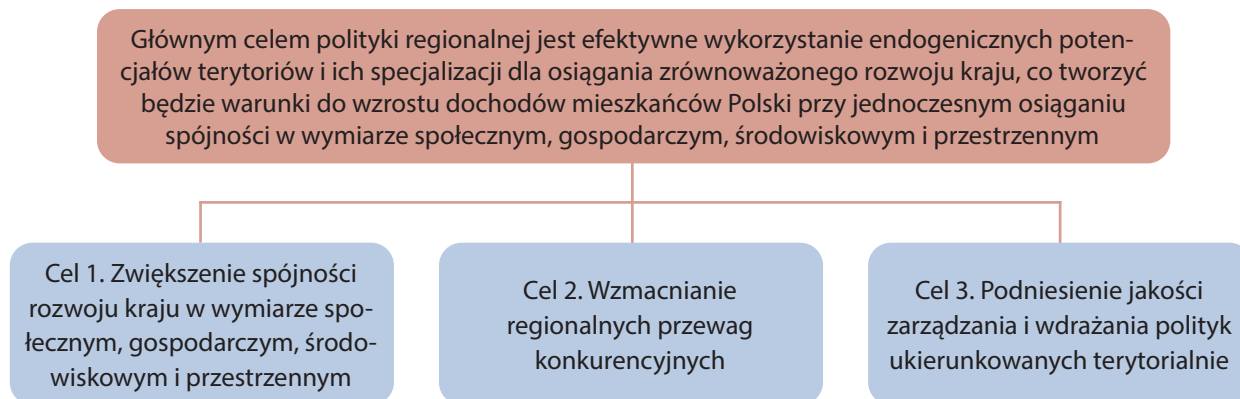 Głównym celem polityki regionalnej jest efektywne wykorzystanie endogenicznych poten-
cjałów terytoriów i ich specjalizacji dla osiągania zrównoważonego rozwoju kraju, co tworzyć
będzie warunki do wzrostu dochodów mieszkańców Polski przy jednoczesnym osiąganiu
spójności w wymiarze społecznym, gospodarczym, środowiskowym i przestrzennym
Cel 1. Zwiększenie spójności
rozwoju kraju w wymiarze spo-
łecznym, gospodarczym, środo-
wiskowym i przestrzennym
Cel 2. Wzmacnianie
regionalnych przewag
konkurencyjnych
Cel 3. Podniesienie jakości
zarządzania i wdrażania polityk
ukierunkowanych terytorialnie